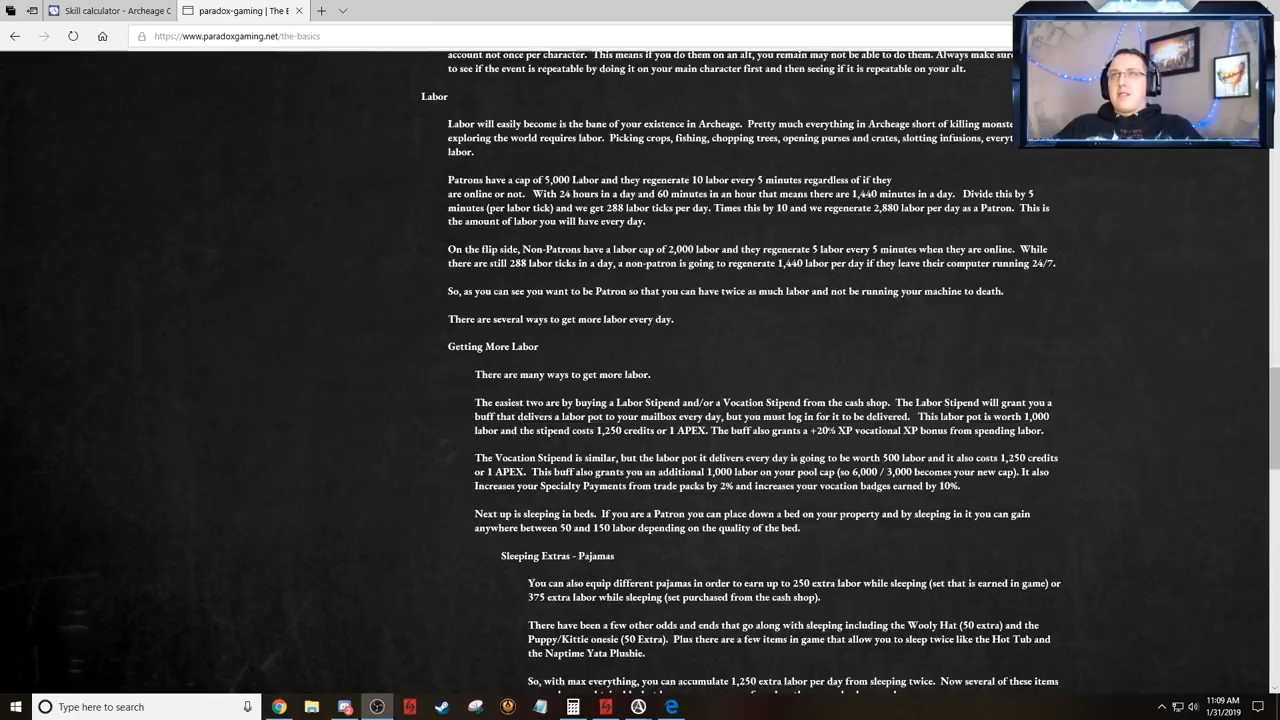 Skill calculator - Archeage C
paradox-gaming | The B
https://www.paradoxgaming.net/the-basics
account not once per character. This means if you do them on an alt, you remain may not be able to do them. Always make sure
to see if the event is repeatable by doing it on your main character first and then seeing if it is repeatable on your alt.
Labor
Labor will easily become is the bane of your existence in Archeage. Pretty much everything in Archeage short of killing monste
exploring the world requires labor. Picking crops, fishing, chopping trees, opening purses and crates, slotting infusions, everyt
labor.
Patrons have a cap of 5,000 Labor and they regenerate 10 labor every 5 minutes regardless of if they
are online or not. With 24 hours in a day and 60 minutes in an hour that means there are 1,440 minutes in a day. Divide this by 5
minutes (per labor tick) and we get 288 labor ticks per day. Times this by 10 and we regenerate 2,880 labor per day as a Patron. This is
the amount of labor you will have every day.
On the flip side, Non-Patrons have a labor cap of 2,000 labor and they regenerate 5 labor every 5 minutes when they are online. While
there are still 288 labor ticks in a day, a non-patron is going to regenerate 1,440 labor per day if they leave their computer running 24/7.
So, as you can see you want to be Patron so that you can have twice as much labor and not be running your machine to death.
There are several ways to get more labor every day.
Getting More Labor
There are many ways to get more labor.
The easiest two are by buying a Labor Stipend and/or a Vocation Stipend from the cash shop. The Labor Stipend will grant you a
buff that delivers a labor pot to your mailbox every day, but you must log in for it to be delivered. This labor pot is worth 1,000
labor and the stipend costs 1,250 credits or 1 APEX. The buff also grants a +20% XP vocational XP bonus from spending labor.
The Vocation Stipend is similar, but the labor pot it delivers every day is going to be worth 500 labor and it also costs 1,250 credits
or 1 APEX. This buff also grants you an additional 1,000 labor on your pool cap (so 6,000 / 3,000 becomes your new cap). It also
Increases your Specialty Payments from trade packs by 2% and increases your vocation badges earned by 10%.
Next up is sleeping in beds. If you are a Patron you can place down a bed on your property and by sleeping in it you can gain
anywhere between 50 and 150 labor depending on the quality of the bed.
Sleeping Extras - Pajamas
You can also equip different pajamas in order to earn up to 250 extra labor while sleeping (set that is earned in game) or
375 extra labor while sleeping (set purchased from the cash shop).
There have been a few other odds and ends that go along with sleeping including the Wooly Hat (50 extra) and the
Puppy/Kittie onesie (50 Extra). Plus there are a few items in game that allow you to sleep twice like the Hot Tub and
the Naptime Yata Plushie.
So, with max everything, you can accumulate 1,250 extra labor per day from sleeping twice. Now several of these items
Type here to search
11:09 AM
1/31/2019